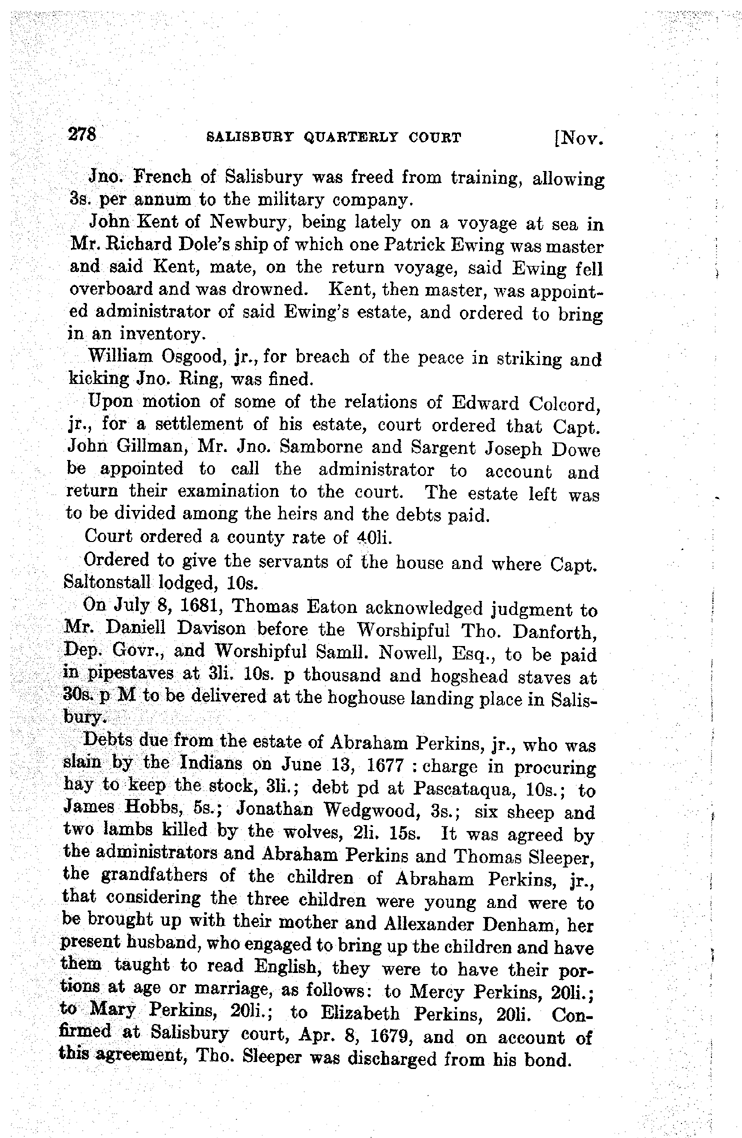 278 SALISBURY QUARTERLY COURT [Nov.
Jno. French of Salisbury was freed from training, allowing
3s. per annum to the military company.
John Kent of Newbury, being lately on a voyage at sea in
Mr. Richard Dole's ship of which one Patrick Ewing was master
and said Kent, mate, on the return voyage, said Ewing fell
overboard and was drowned. Kent, then master, was appoint-
ed administrator of said Ewing's estate, and ordered to bring
in an inventory.
William Osgood, jr., for breach of the peace in striking and
kicking Jno. Ring, was fined.
Upon motion of some of the relations of Edward Colcord,
jr., for a settlement of his estate, court ordered that Capt.
John Gillman, Mr. Jno. Samborne and Sargent Joseph Dowe
be appointed to call the administrator to account and
return their examination to the court. The estate left was
to be divided among the heirs and the debts paid.
Court ordered a county rate of 40li.
Ordered to give the servants of the house and where Capt.
Saltonstall lodged, 10s.
On July 8, 1681, Thomas Eaton acknowledged judgment to
Mr. Daniell Davison before the Worshipful Tho. Danforth,
Dep. Govr., and Worshipful Samll. Nowell, Esq., to be paid
in pipestaves at 3li. 10s. p thousand and hogshead staves at
30s. p M to be delivered at the hoghouse landing place in Salis-
bury.
Debts due from the estate of Abraham Perkins, jr., who was
slain by the Indians on June 13, 1677 : charge in procuring
hay to keep the stock, 3li.; debt pd at Pascataqua, 10s.; to
James Hobbs, 5s.; Jonathan Wedgwood, 3s.; six sheep and
two lambs killed by the wolves, 2li. 15s. It was agreed by
the administrators and Abraham Perkins and Thomas Sleeper,
the grandfathers of the children of Abraham Perkins, jr.,
that considering the three children were young and were to
be brought up with their mother and Allexander Denham, her
present husband, who engaged to bring up the children and have
them taught to read English, they were to have their por-
tions at age or marriage, as follows: to Mercy Perkins, 20li.;
to Mary Perkins, 20li.; to Elizabeth Perkins, 20li. Con-
firmed at Salisbury court, Apr. 8, 1679, and on account of
this agreement, Tho. Sleeper was discharged from his bond.